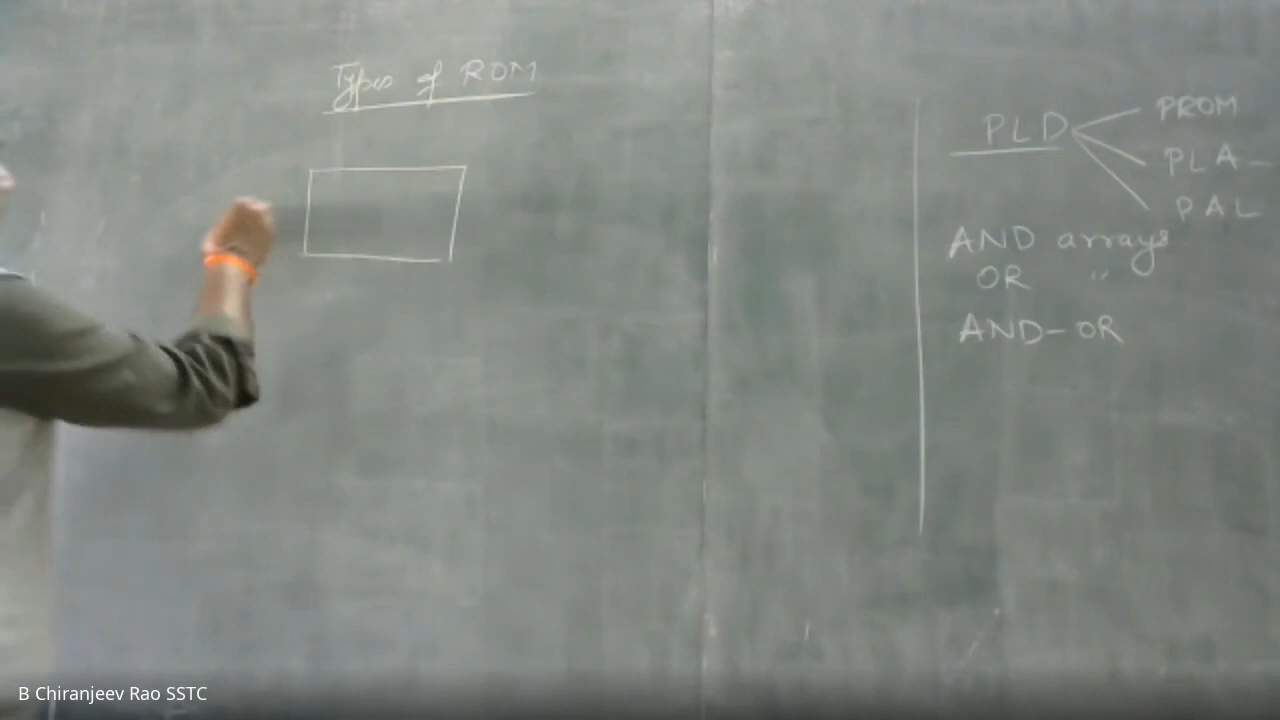 Types of ROM
PLD
PROM
PLA -
PAL
AND arrays
OR "
AND-OR
B Chiranjeev Rao SSTC